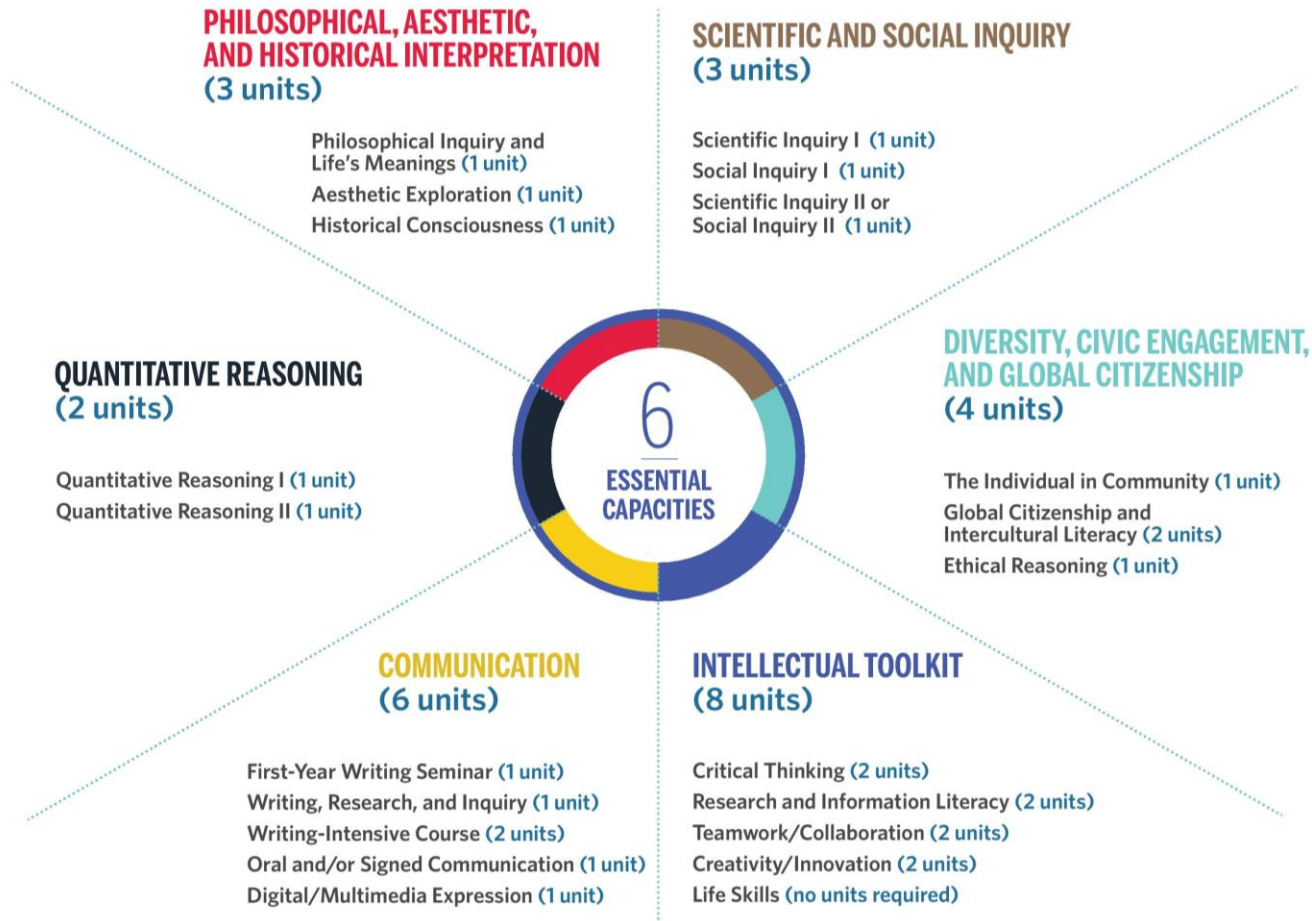 PHILOSOPHICAL, AESTHETIC,
AND HISTORICAL INTERPRETATION
(3 units)
Philosophical Inquiry and
Life's Meanings (1 unit)
Aesthetic Exploration (1 unit)
Historical Consciousness (1 unit)
SCIENTIFIC AND SOCIAL INQUIRY
(3 units)
Scientific Inquiry I (1 unit)
Social Inquiry I (1 unit)
Scientific Inquiry II or
Social Inquiry II (1 unit)
QUANTITATIVE REASONING
(2 units)
Quantitative Reasoning I (1 unit)
Quantitative Reasoning II (1 unit)
6
ESSENTIAL
CAPACITIES
DIVERSITY, CIVIC ENGAGEMENT,
AND GLOBAL CITIZENSHIP
(4 units)
The Individual in Community (1 unit)
Global Citizenship and
Intercultural Literacy (2 units)
Ethical Reasoning (1 unit)
COMMUNICATION
(6 units)
First-Year Writing Seminar (1 unit)
Writing, Research, and Inquiry (1 unit)
Writing-Intensive Course (2 units)
Oral and/or Signed Communication (1 unit)
Digital/Multimedia Expression (1 unit)
INTELLECTUAL TOOLKIT
(8 units)
Critical Thinking (2 units)
Research and Information Literacy (2 units)
Teamwork/Collaboration (2 units)
Creativity/Innovation (2 units)
Life Skills (no units required)